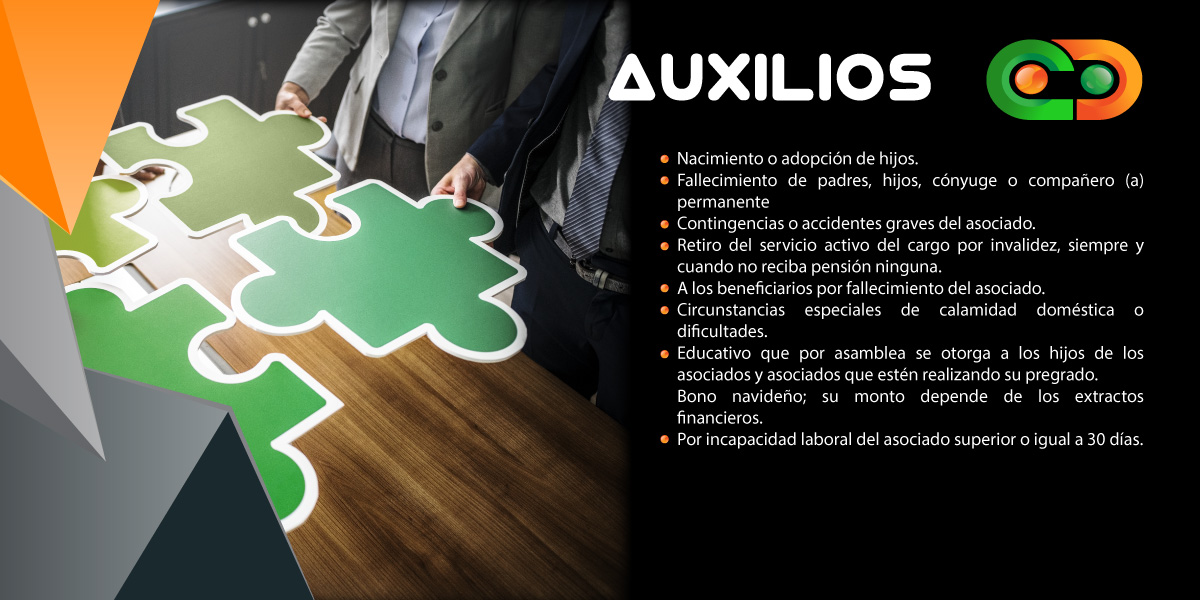 AUXILIOS
Nacimiento o adopción de hijos.
Fallecimiento de padres, hijos, cónyuge o compañero (a)
permanente
Contingencias o accidentes graves del asociado.
Retiro del servicio activo del cargo por invalidez, siempre y
cuando no reciba pensión ninguna.
A los beneficiarios por fallecimiento del asociado.
Circunstancias especiales de calamidad doméstica o
dificultades.
Educativo que por asamblea se otorga a los hijos de los
asociados y asociados que estén realizando su pregrado.
Bono navideño; su monto depende de los extractos
financieros.
Por incapacidad laboral del asociado superior o igual a 30 días.